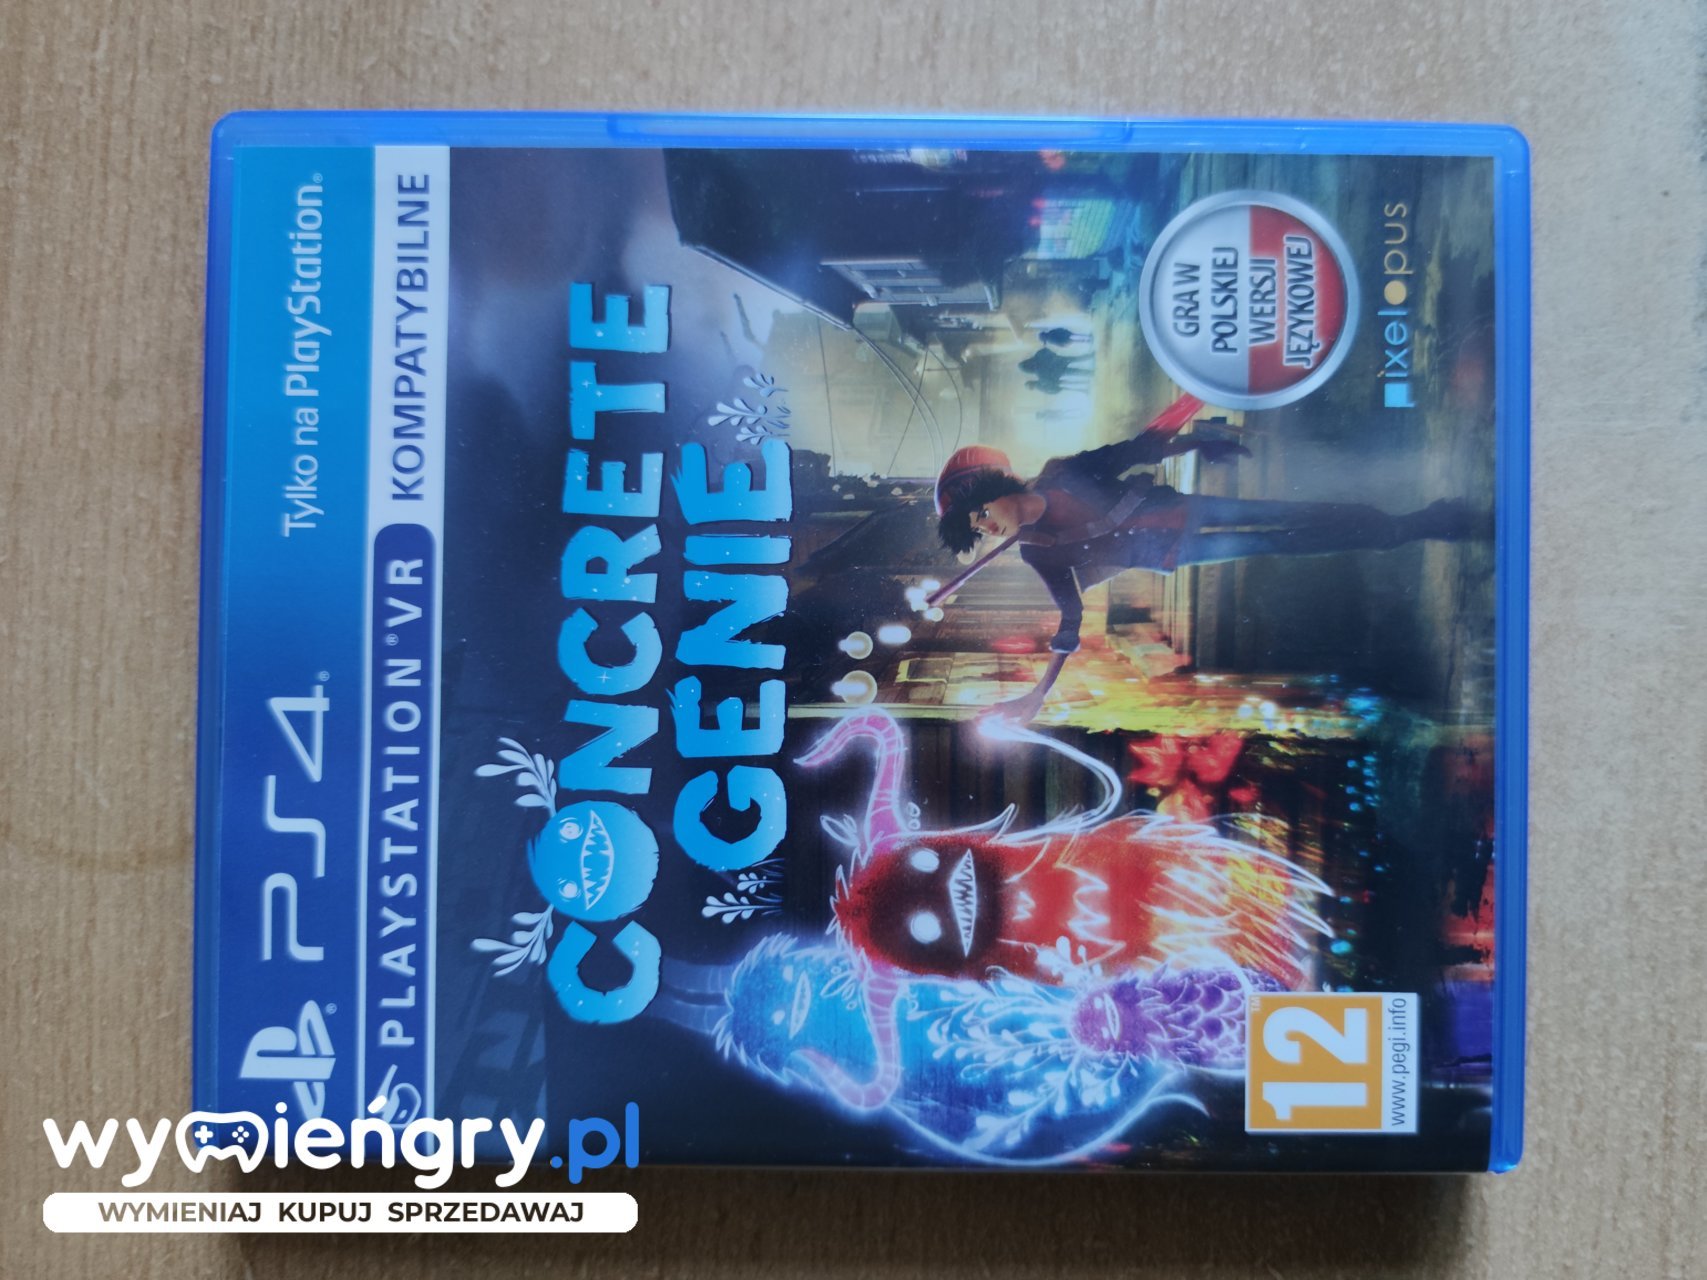 PS4®
Tylko na PlayStation®
PLAYSTATION®VR KOMPATYBILNE
CONCRETE
GENIE
GRA W
POLSKIEJ
WERSJI
JĘZYKOWEJ
12™
www.pegi.info
pixelopus
wymieńgry.pl
WYMIENIAJ KUPUJ SPRZEDAWAJ